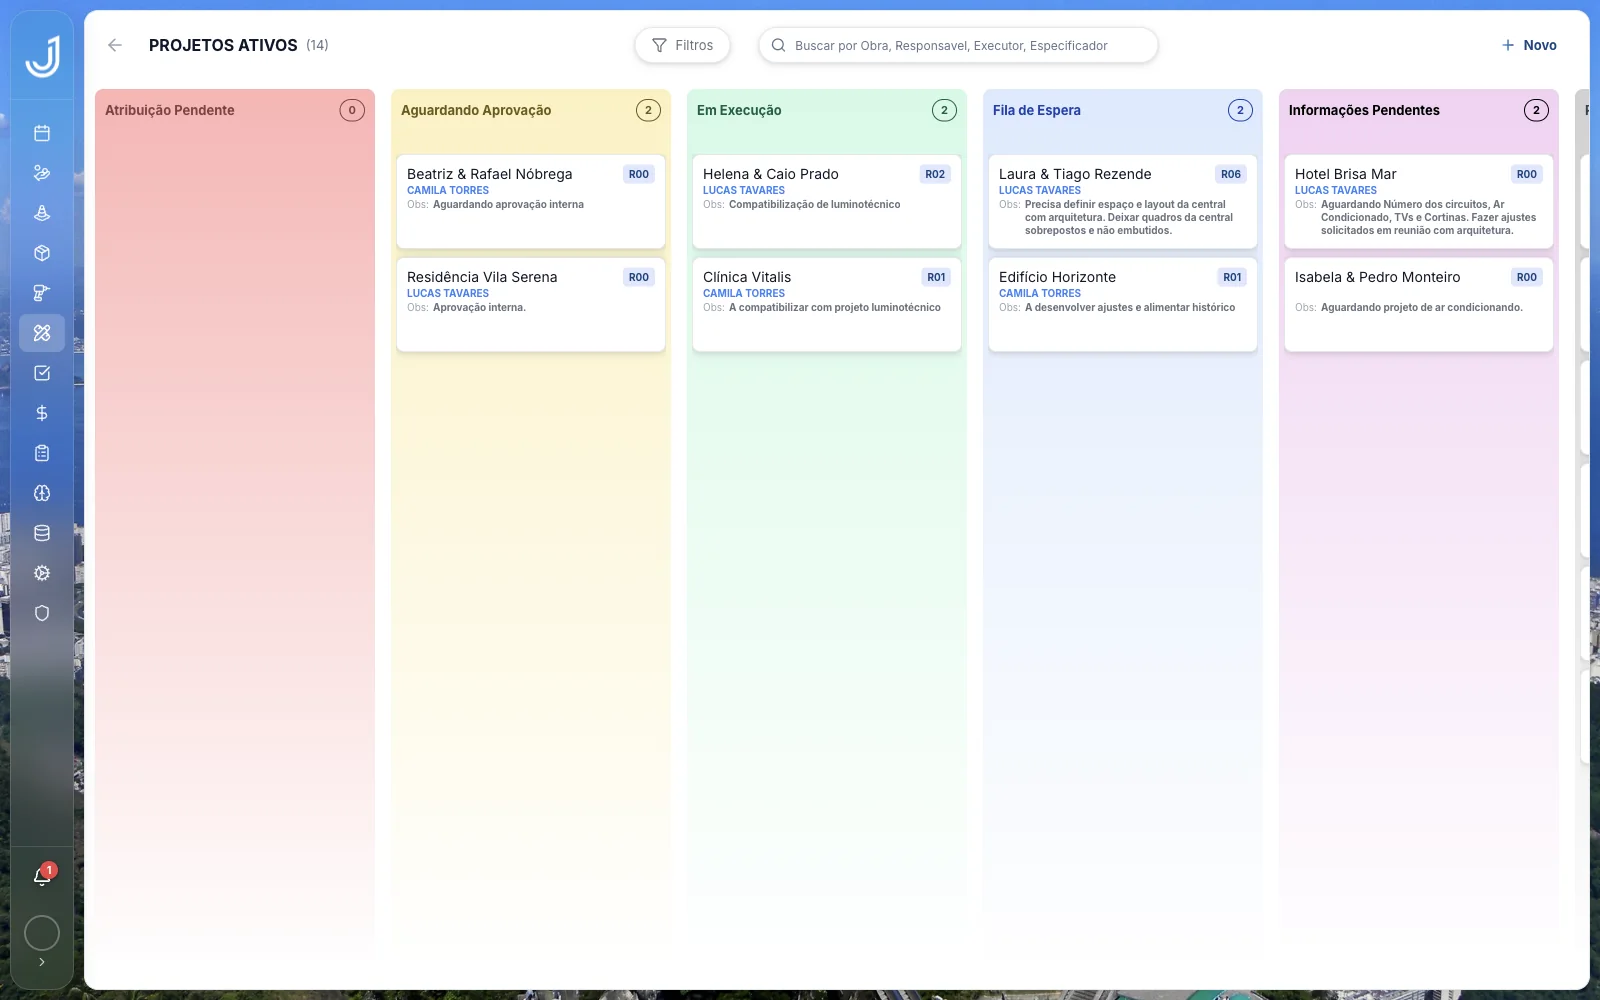 PROJETOS ATIVOS (14)
Filtros
Buscar por Obra, Responsavel, Executor, Especificador
Novo
Atribuição Pendente 0
Aguardando Aprovação 2
Beatriz & Rafael Nóbrega R00
CAMILA TORRES
Obs: Aguardando aprovação interna
Residência Vila Serena R00
LUCAS TAVARES
Obs: Aprovação interna.
Em Execução 2
Helena & Caio Prado R02
LUCAS TAVARES
Obs: Compatibilização de luminotécnico
Clínica Vitalis R01
CAMILA TORRES
Obs: A compatibilizar com projeto luminotécnico
Fila de Espera 2
Laura & Tiago Rezende R06
LUCAS TAVARES
Obs: Precisa definir espaço e layout da central
com arquitetura. Deixar quadros da central
sobrepostos e não embutidos.
Edifício Horizonte R01
CAMILA TORRES
Obs: A desenvolver ajustes e alimentar histórico
Informações Pendentes 2
Hotel Brisa Mar R00
LUCAS TAVARES
Obs: Aguardando Número dos circuitos, Ar
Condicionado, TVs e Cortinas. Fazer ajustes
solicitados em reunião com arquitetura.
Isabela & Pedro Monteiro R00
Obs: Aguardando projeto de ar condicionando.
1